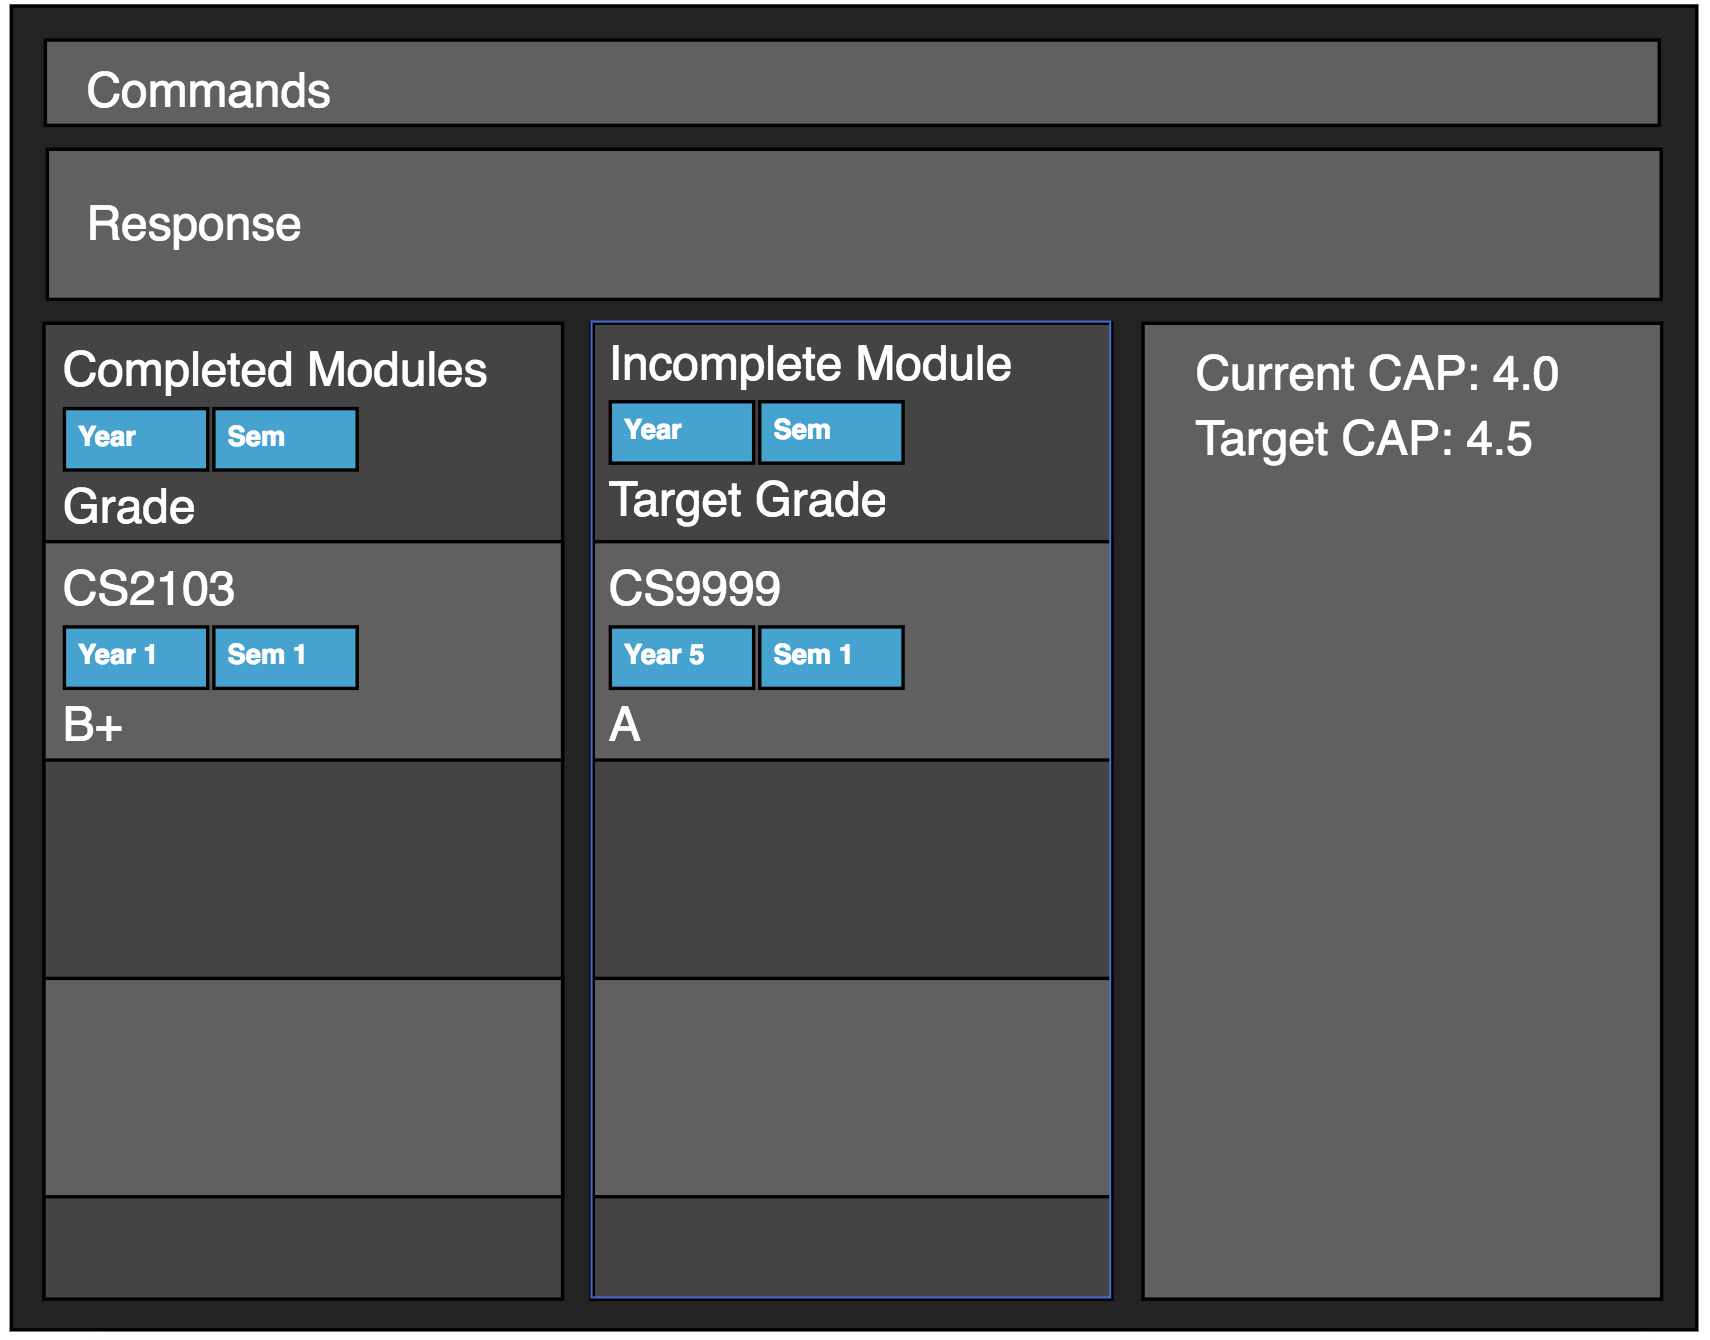 Commands
Response
Completed Modules
Year Sem
Grade
CS2103
Year 1 Sem 1
B+
Incomplete Module
Year Sem
Target Grade
CS9999
Year 5 Sem 1
A
Current CAP: 4.0
Target CAP: 4.5